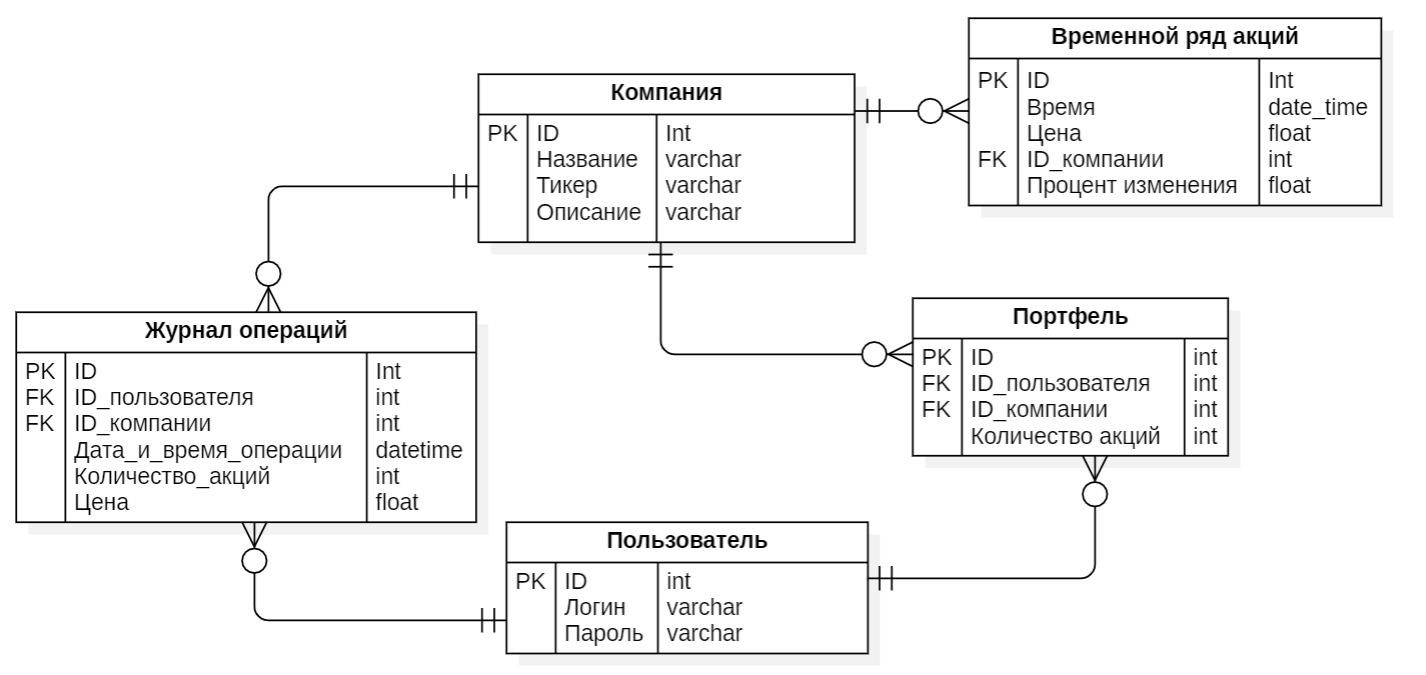 Временной ряд акций
PK ID Int
Время date_time
Цена float
FK ID_компании int
Процент изменения float
Компания
PK ID Int
Название varchar
Тикер varchar
Описание varchar
Журнал операций
PK ID Int
FK ID_пользователя int
FK ID_компании int
Дата_и_время_операции datetime
Количество_акций int
Цена float
Портфель
PK ID int
FK ID_пользователя int
FK ID_компании int
Количество акций int
Пользователь
PK ID int
Логин varchar
Пароль varchar